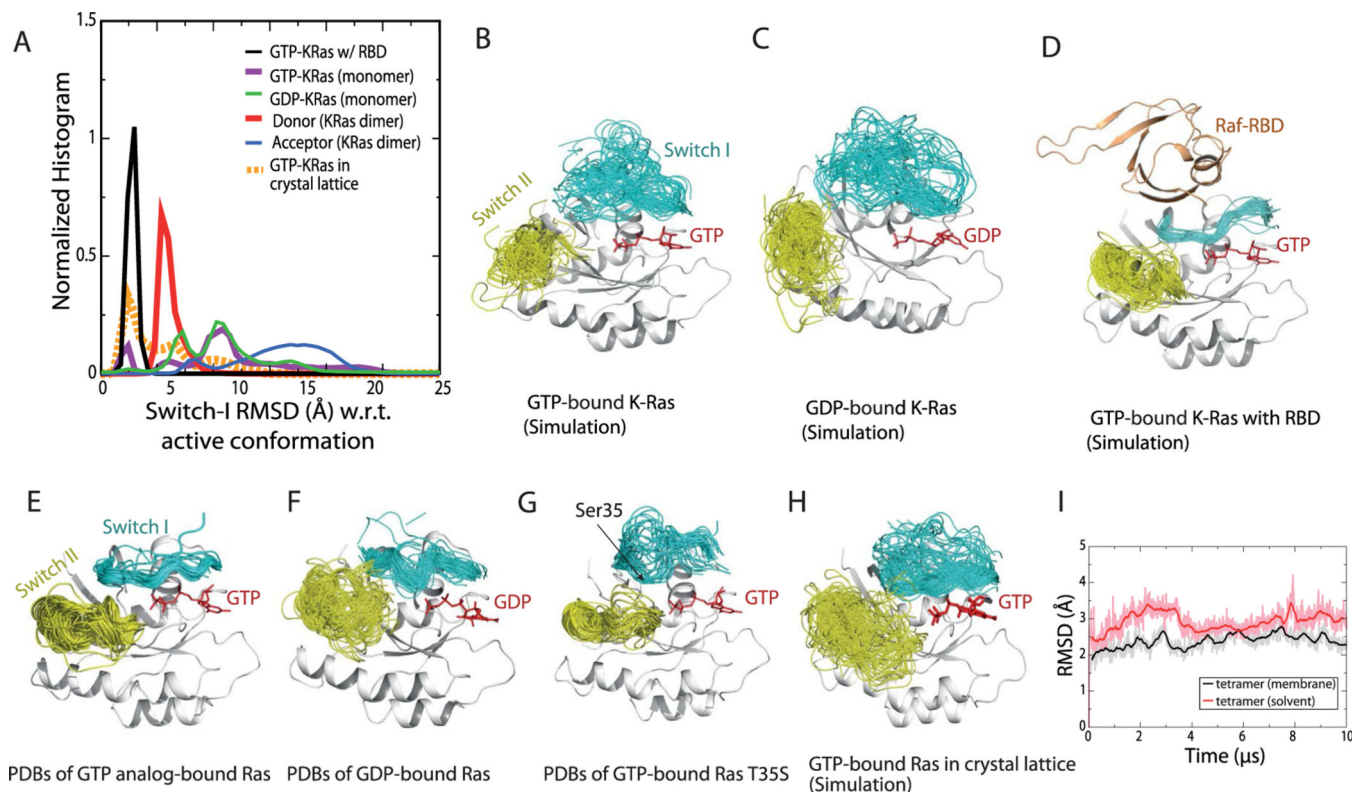 A
1.5
1
0.5
0
Normalized Histogram
GTP-KRas w/ RBD
GTP-KRas (monomer)
GDP-KRas (monomer)
Donor (KRas dimer)
Acceptor (KRas dimer)
GTP-KRas in
crystal lattice
0 5 10 15 20 25
Switch-I RMSD (Å) w.r.t.
active conformation
B
Switch I
Switch II
GTP
GTP-bound K-Ras
(Simulation)
C
GDP
GDP-bound K-Ras
(Simulation)
D
Raf-RBD
GTP
GTP-bound K-Ras with RBD
(Simulation)
E
Switch I
Switch II
GTP
PDBs of GTP analog-bound Ras
F
GDP
PDBs of GDP-bound Ras
G
Ser35
GTP
PDBs of GTP-bound Ras T35S
H
GTP
GTP-bound Ras in crystal lattice
(Simulation)
I
5
4
3
2
1
0
RMSD (Å)
tetramer (membrane)
tetramer (solvent)
0 2 4 6 8 10
Time (μs)